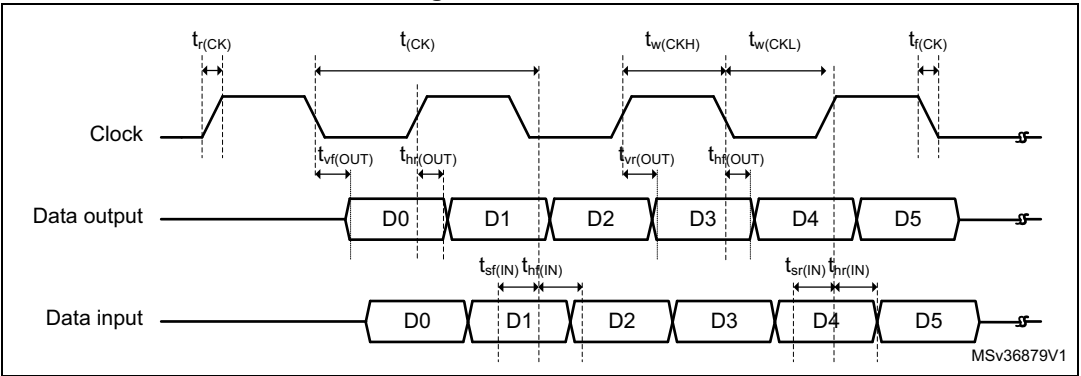 tr(CK) t(CK) tw(CKH) tw(CKL) tf(CK)
Clock
tvf(OUT) thr(OUT) tvr(OUT) thf(OUT)
Data output D0 D1 D2 D3 D4 D5
tsf(IN) thf(IN) tsr(IN) thr(IN)
Data input D0 D1 D2 D3 D4 D5
MSv36879V1